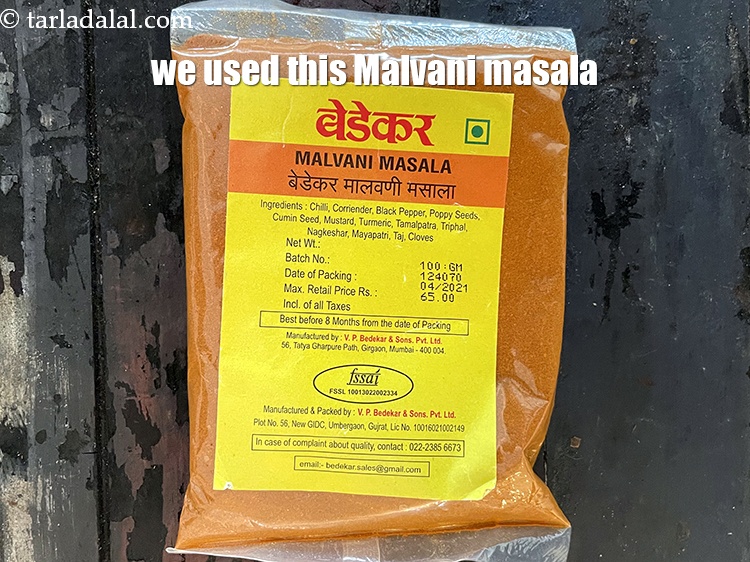 © tarladalal.com
we used this Malvani masala
बेडेकर
MALVANI MASALA
बेडेकर मालवणी मसाला
Ingredients : Chilli, Corriender, Black Pepper, Poppy Seeds,
Cumin Seed, Mustard, Turmeric, Tamalpatra, Triphal,
Nagkeshar, Mayapatri, Taj, Cloves
Net Wt.: 100:GM
Batch No.: 124070
Date of Packing : 04/2021
Max. Retail Price Rs. : 65.00
Incl. of all Taxes
Best before 8 Months from the date of Packing
Manufactured by : V. P. Bedekar & Sons. Pvt. Ltd.
56, Tatya Gharpure Path, Girgaon, Mumbai - 400 004.
fssai
FSSL 10013022002334
Manufactured & Packed by : V. P. Bedekar & Sons. Pvt. Ltd.
Plot No. 56, New GIDC, Umbergaon, Gujrat, Lic No. 10016021002149
In case of complaint about quality, contact : 022-2385 6673
email:- bedekar.sales@gmail.com